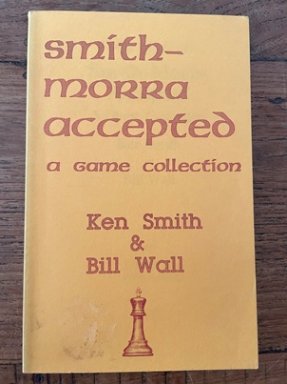 smith-
morra
accepted
a game collection
Ken Smith
&
Bill Wall